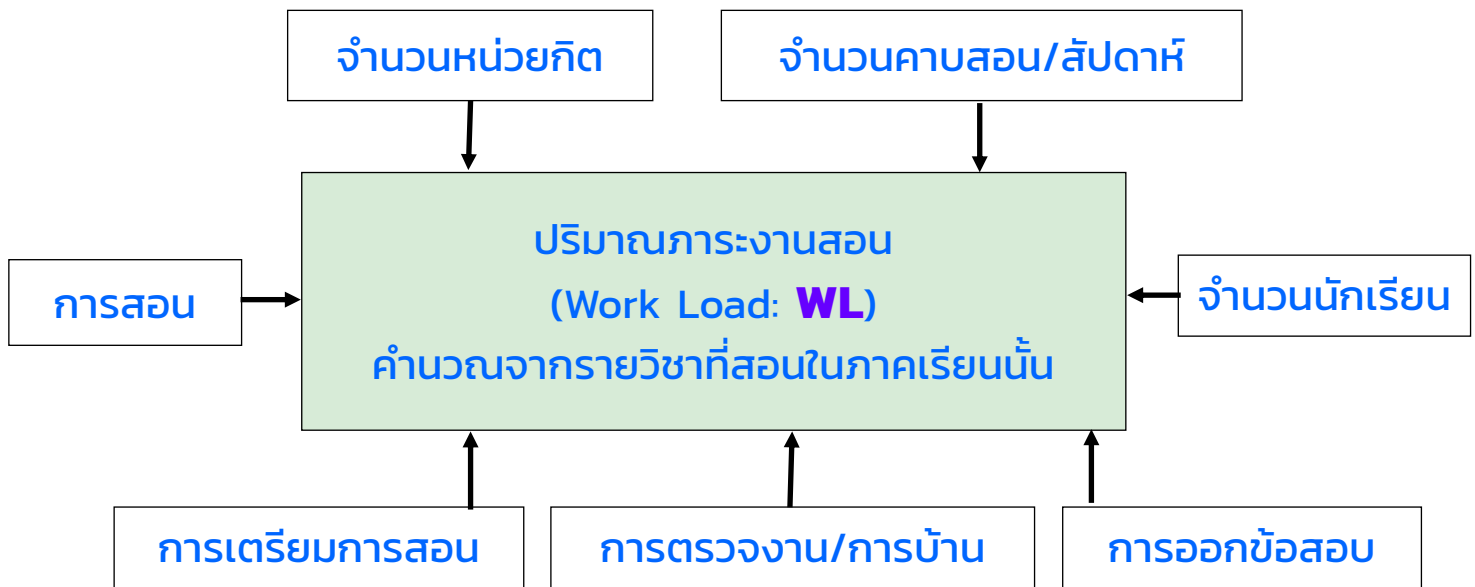 จำนวนหน่วยกิต
จำนวนคาบสอน/สัปดาห์
ปริมาณภาระงานสอน
(Work Load: WL)
คำนวณจากรายวิชาที่สอนในภาคเรียนนั้น
การสอน
จำนวนนักเรียน
การเตรียมการสอน
การตรวจงาน/การบ้าน
การออกข้อสอบ